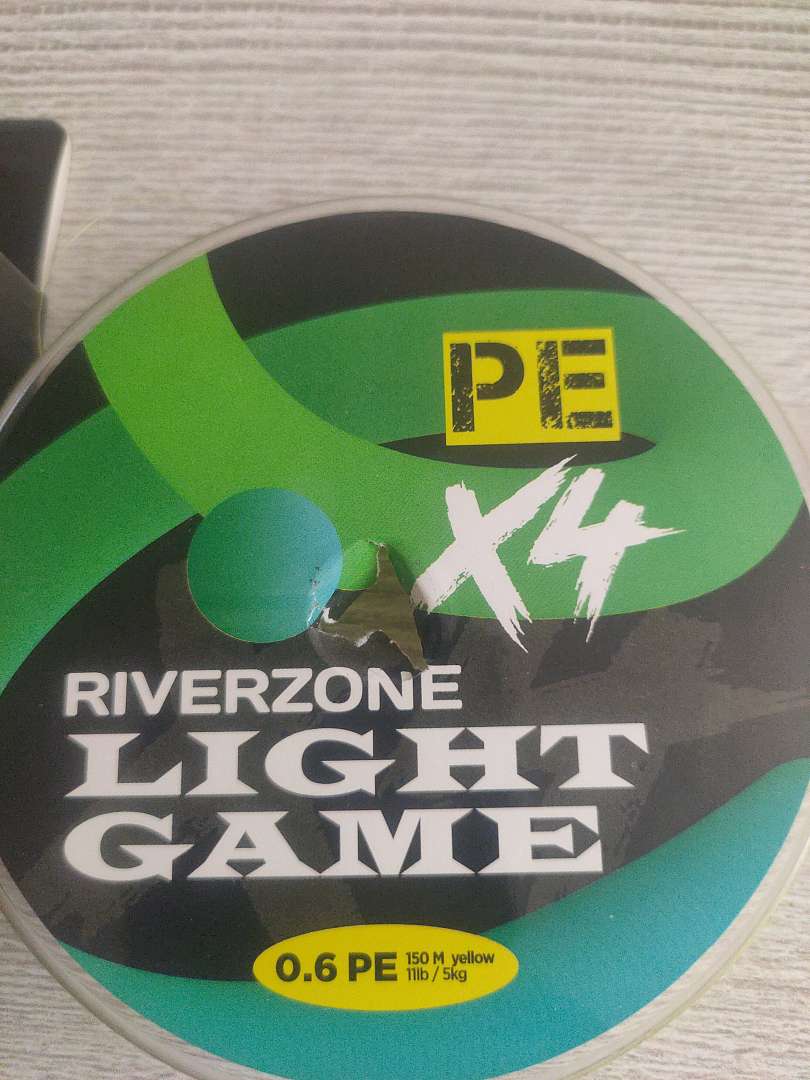 PE
X4
RIVERZONE
LIGHT
GAME
0.6 PE 150 M yellow
11lb / 5kg